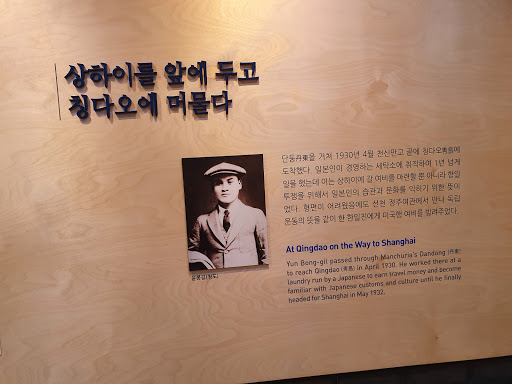 상하이를 앞에 두고
칭다오에 머물다
단둥丹東을 거쳐 1930년 4월 천신만고 끝에 칭다오靑島에
도착했다. 일본인이 경영하는 세탁소에 취직하여 1년 넘게
일을 했는데 이는 상하이에 갈 여비를 마련할 뿐 아니라 항일
투쟁을 위해서 일본인의 습관과 문화를 익히기 위한 뜻이
었다. 형편이 어려웠음에도 선천 정주여관에서 만나 독립
운동의 뜻을 같이 한 한일진에게 미국행 여비를 빌려주었다.
윤봉길(청도)
At Qingdao on the Way to Shanghai
Yun Bong-gil passed through Manchuria's Dandong (丹東)
to reach Qingdao (靑島) in April 1930. He worked there at a
laundry run by a Japanese to earn travel money and become
familiar with Japanese customs and culture until he finally
headed for Shanghai in May 1932.